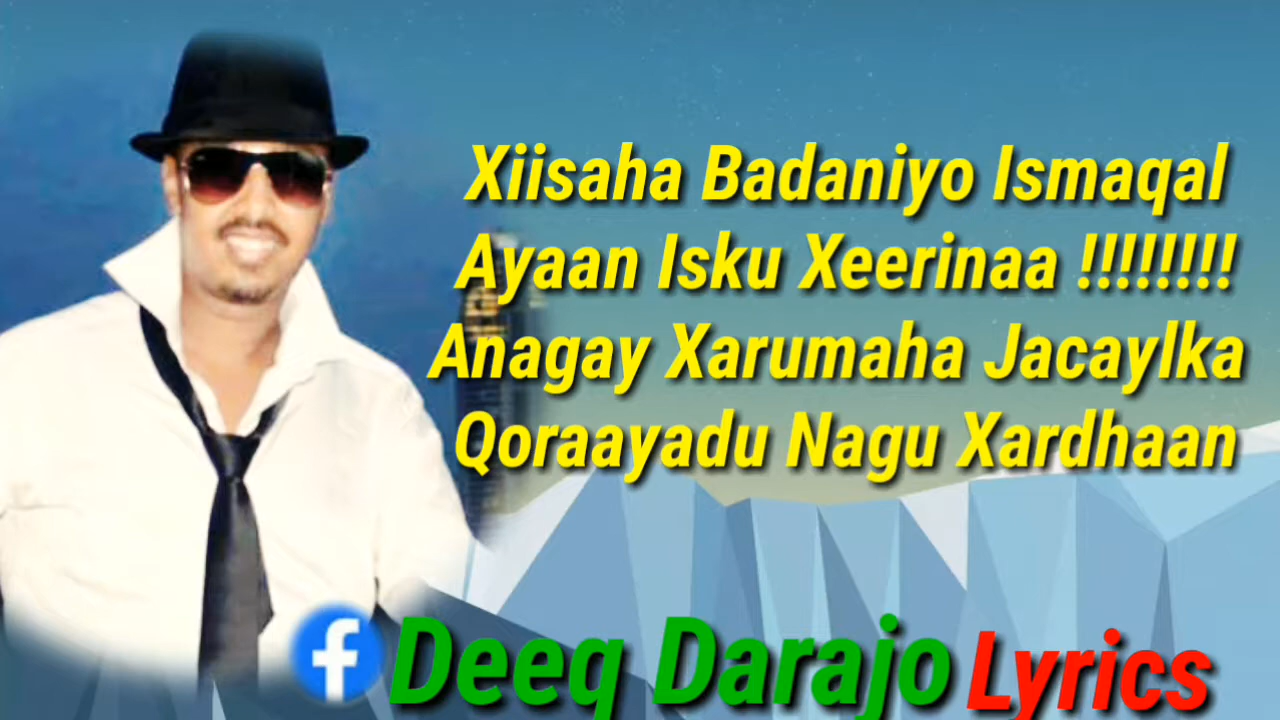 Xiisaha Badaniyo Ismaqal
Ayaan Isku Xeerinaa !!!!!!!!
Anagay Xarumaha Jacaylka
Qoraayadu Nagu Xardhaan
f Deeq Darajo Lyrics